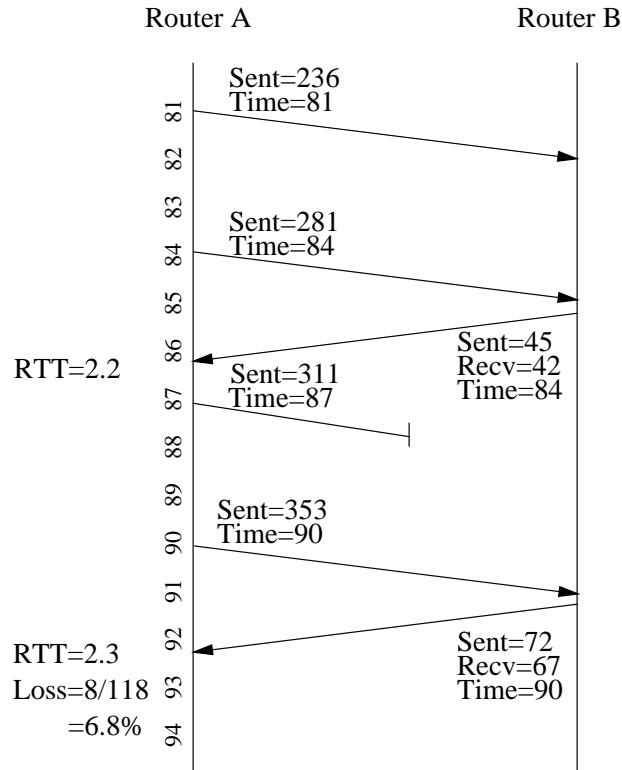 Router A
Router B
Sent=236
Time=81
81
82
83
Sent=281
Time=84
84
85
Sent=45
Recv=42
Time=84
86
RTT=2.2
Sent=311
Time=87
87
88
89
Sent=353
Time=90
90
91
92
Sent=72
Recv=67
Time=90
RTT=2.3
Loss=8/118
=6.8%
93
94